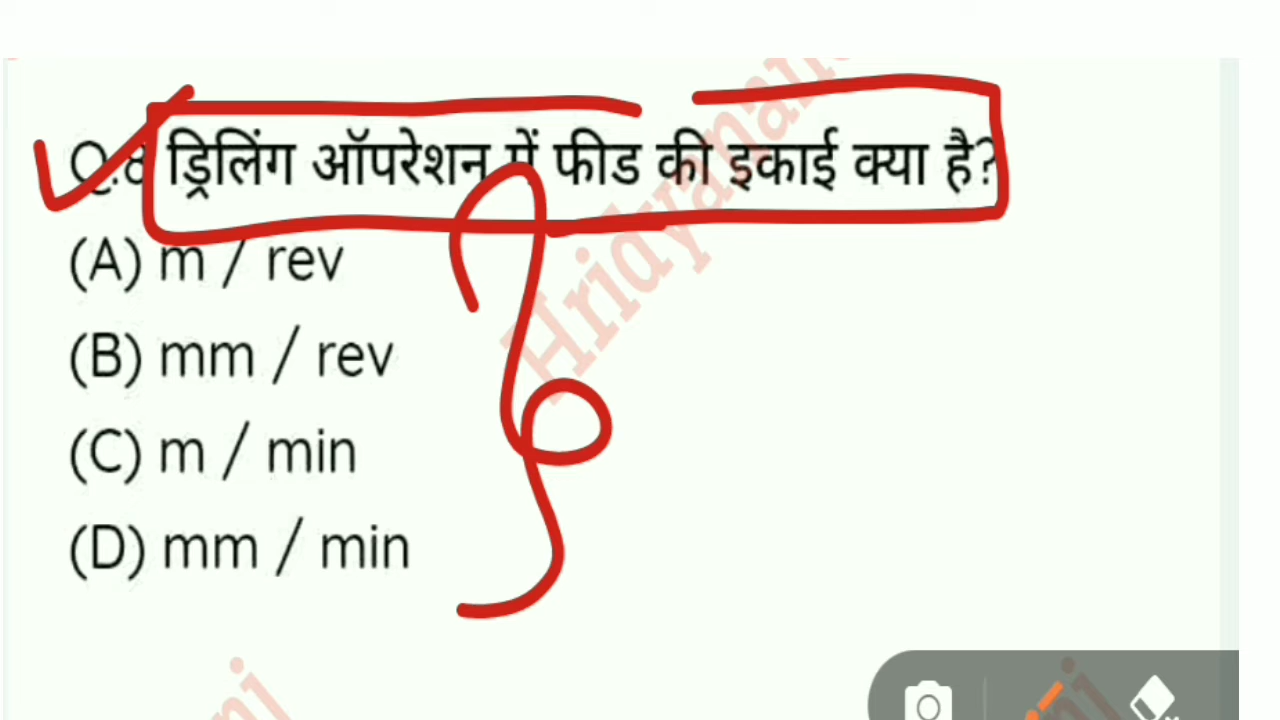 Q.8 ड्रिलिंग ऑपरेशन में फीड की इकाई क्या है?
(A) m / rev
(B) mm / rev
(C) m / min
(D) mm / min